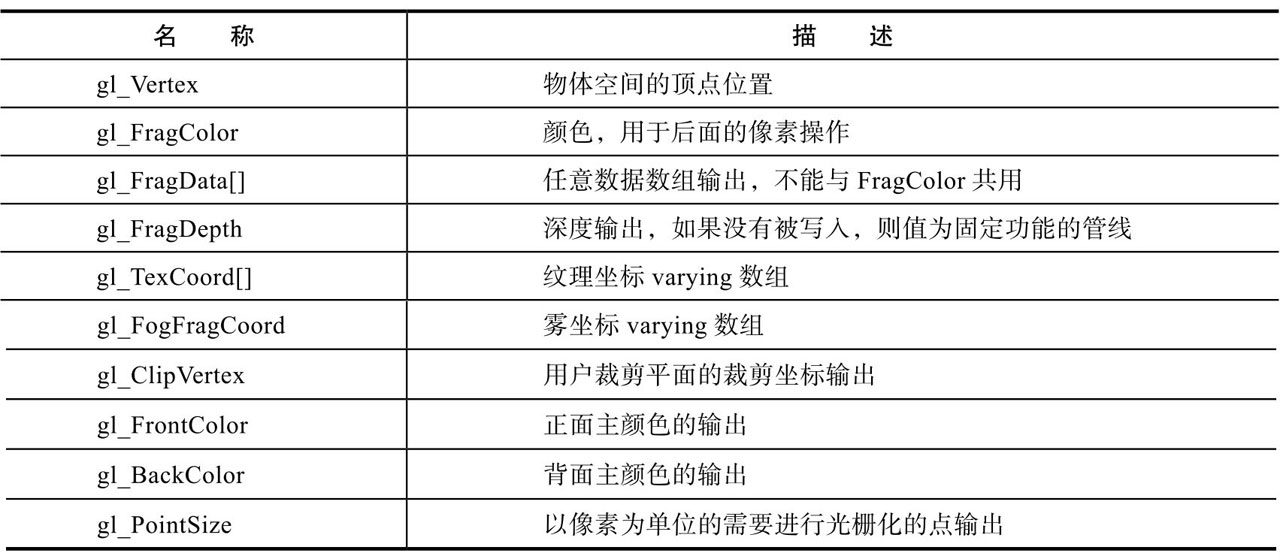 名 称 描 述
gl_Vertex 物体空间的顶点位置
gl_FragColor 颜色，用于后面的像素操作
gl_FragData[] 任意数据数组输出，不能与 FragColor 共用
gl_FragDepth 深度输出，如果没有被写入，则值为固定功能的管线
gl_TexCoord[] 纹理坐标 varying 数组
gl_FogFragCoord 雾坐标 varying 数组
gl_ClipVertex 用户裁剪平面的裁剪坐标输出
gl_FrontColor 正面主颜色的输出
gl_BackColor 背面主颜色的输出
gl_PointSize 以像素为单位的需要进行光栅化的点输出